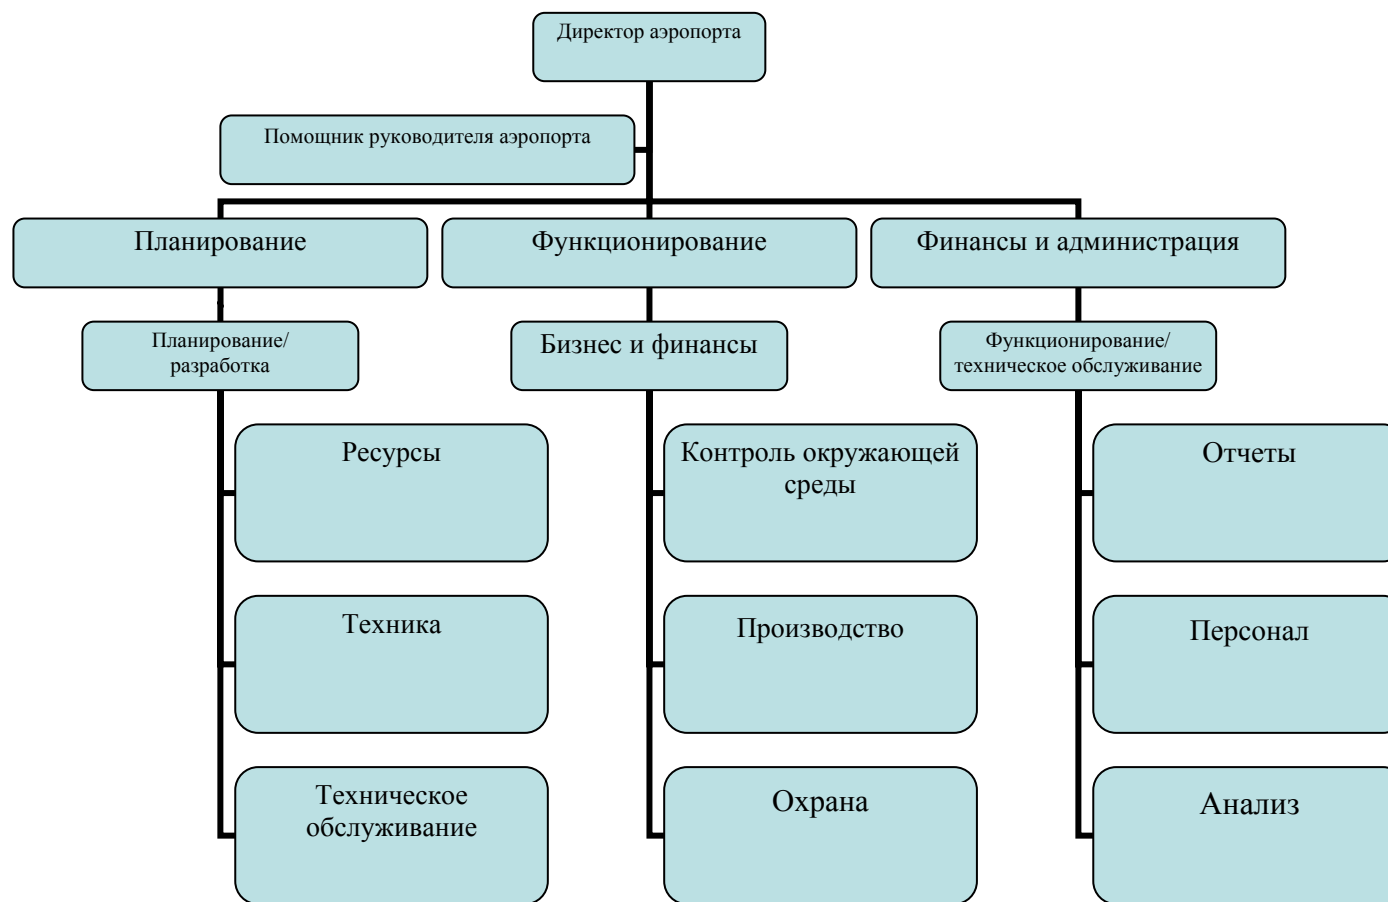 Директор аэропорта
Помощник руководителя аэропорта
Планирование
Функционирование
Финансы и администрация
Планирование/
разработка
Бизнес и финансы
Функционирование/
техническое обслуживание
Ресурсы
Контроль окружающей
среды
Отчеты
Техника
Производство
Персонал
Техническое
обслуживание
Охрана
Анализ